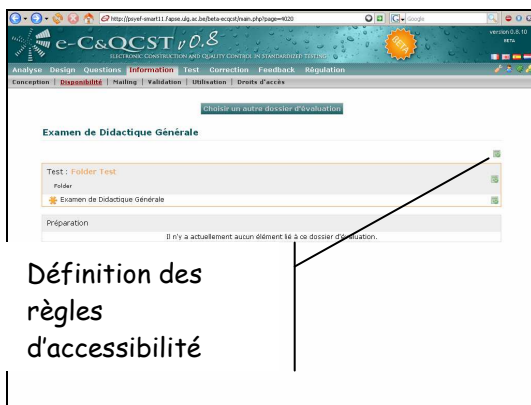 http://psyef-smart11.fapse.ulg.ac.be/beta-ecqcst/main.php?page=4020
Google
e-C&QCST v0.8
ELECTRONIC CONSTRUCTION AND QUALITY CONTROL IN STANDARDIZED TESTING
BETA
version 0.8.10
BETA
Analyse Design Questions Information Test Correction Feedback Régulation
Conception | Disponibilité | Mailing | Validation | Utilisation | Droits d'accès
Choisir un autre dossier d'évaluation
Examen de Didactique Générale
Test : Folder Test
Folder
Examen de Didactique Générale
Préparation
Il n'y a actuellement aucun élément lié à ce dossier d'évaluation.
Définition des
règles
d'accessibilité